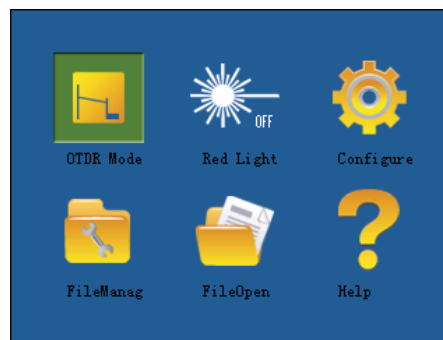 OFF
OTDR Mode
Red Light
Configure
FileManag
FileOpen
Help